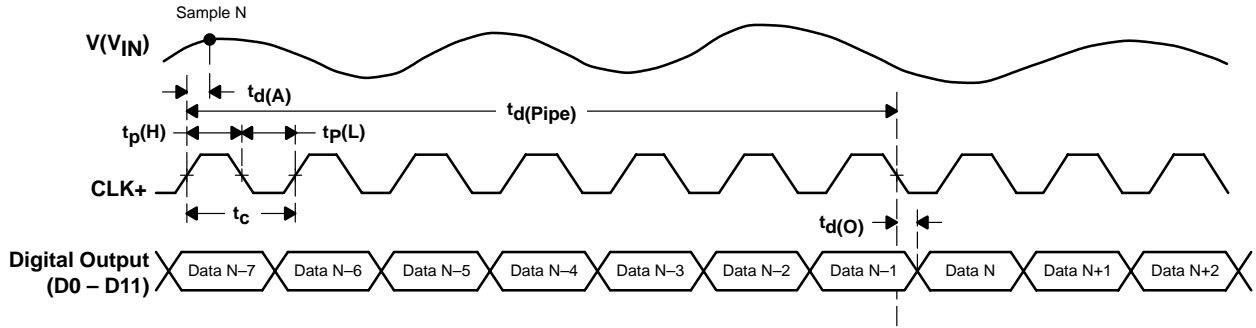 Sample N
V(VIN)
td(A)
td(Pipe)
tp(H)
tP(L)
CLK+
tc
td(O)
Digital Output
(D0 – D11)
Data N–7
Data N–6
Data N–5
Data N–4
Data N–3
Data N–2
Data N–1
Data N
Data N+1
Data N+2